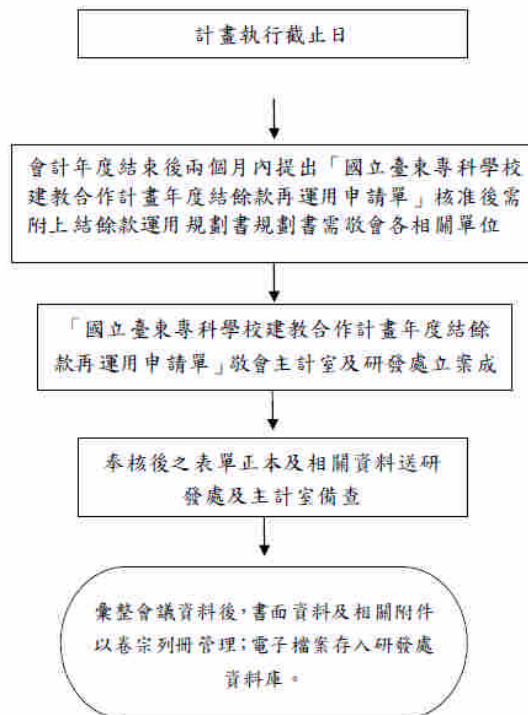 計畫執行截止日
會計年度結束後兩個月內提出「國立臺東專科學校
建教合作計畫年度結餘款再運用申請單」核准後需
附上結餘款運用規劃書規劃書需敬會各相關單位
「國立臺東專科學校建教合作計畫年度結餘
款再運用申請單」敬會主計室及研發處立案成
奉核後之表單正本及相關資料送研
發處及主計室備查
彙整會議資料後，書面資料及相關附件
以卷宗列冊管理；電子檔案存入研發處
資料庫。